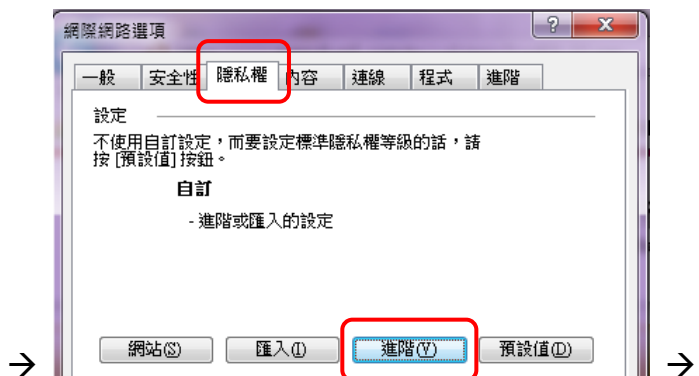 網際網路選項
一般 安全性 隱私權 內容 連線 程式 進階
設定
不使用自訂設定，而要設定標準隱私權等級的話，請
按 [預設值] 按鈕。
自訂
- 進階或匯入的設定
→ 網站(S) 匯入(I) 進階(V) 預設值(D) →